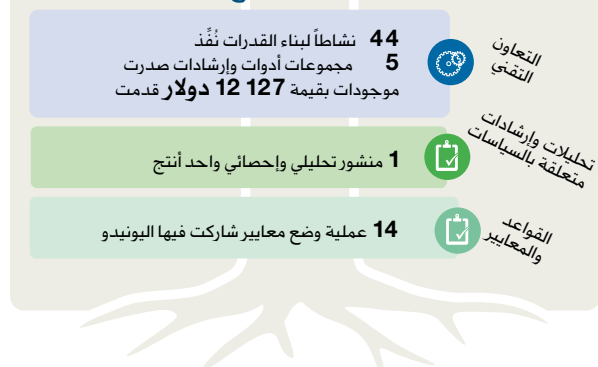 44 نشاطاً لبناء القدرات نُفِّذ
5 مجموعات أدوات وإرشادات صدرت
موجودات بقيمة 127 12 دولار قدمت
التعاون
التقني
1 منشور تحليلي وإحصائي واحد أنتج
تحليلات وإرشادات
متعلقة بالسياسات
14 عملية وضع معايير شاركت فيها اليونيدو
القواعد
والمعايير